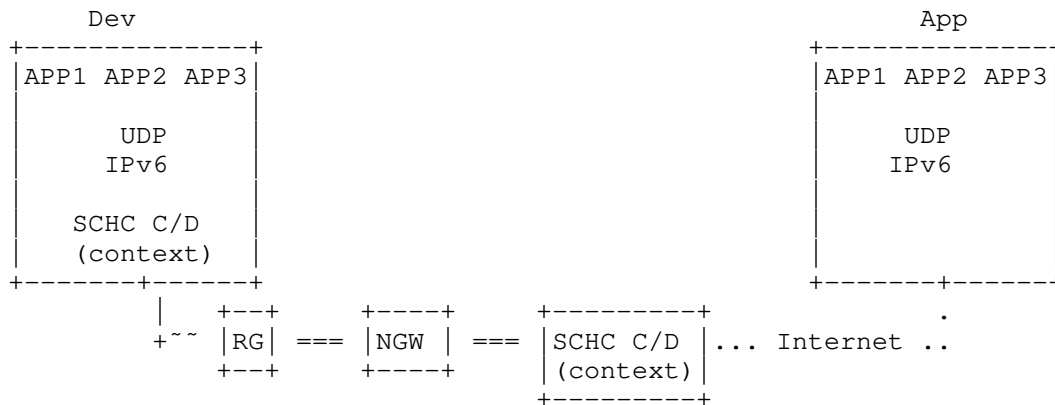 Dev App
APP1 APP2 APP3 APP1 APP2 APP3
UDP UDP
IPv6 IPv6
SCHC C/D
(context)
+~~ |RG| === |NGW | === |SCHC C/D |... Internet ..
|(context)|